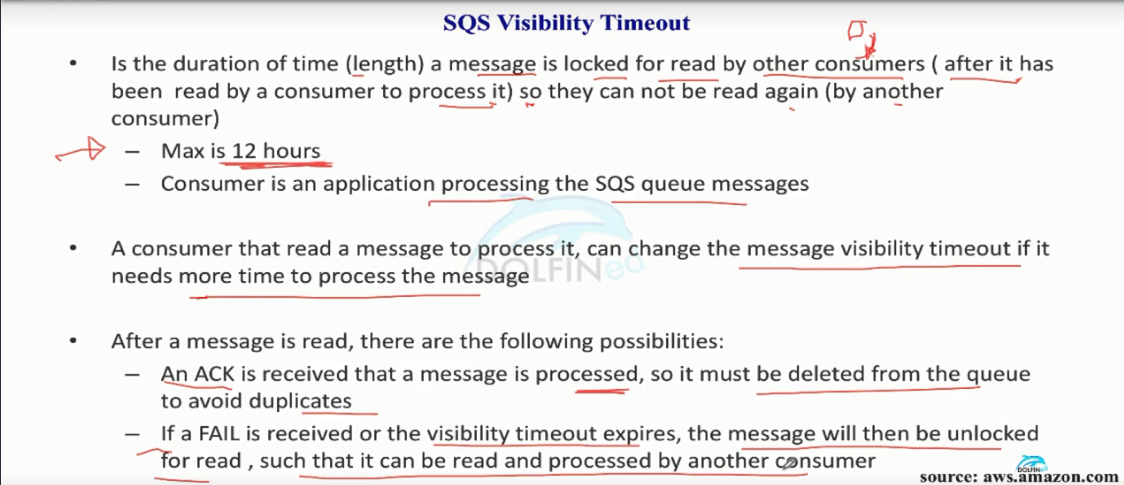 SQS Visibility Timeout
• Is the duration of time (length) a message is locked for read by other consumers ( after it has
been read by a consumer to process it) so they can not be read again (by another
consumer)
– Max is 12 hours
– Consumer is an application processing the SQS queue messages
• A consumer that read a message to process it, can change the message visibility timeout if it
needs more time to process the message
DOLFINed
• After a message is read, there are the following possibilities:
– An ACK is received that a message is processed, so it must be deleted from the queue
to avoid duplicates
– If a FAIL is received or the visibility timeout expires, the message will then be unlocked
for read , such that it can be read and processed by another consumer
DOLFINed
source: aws.amazon.com